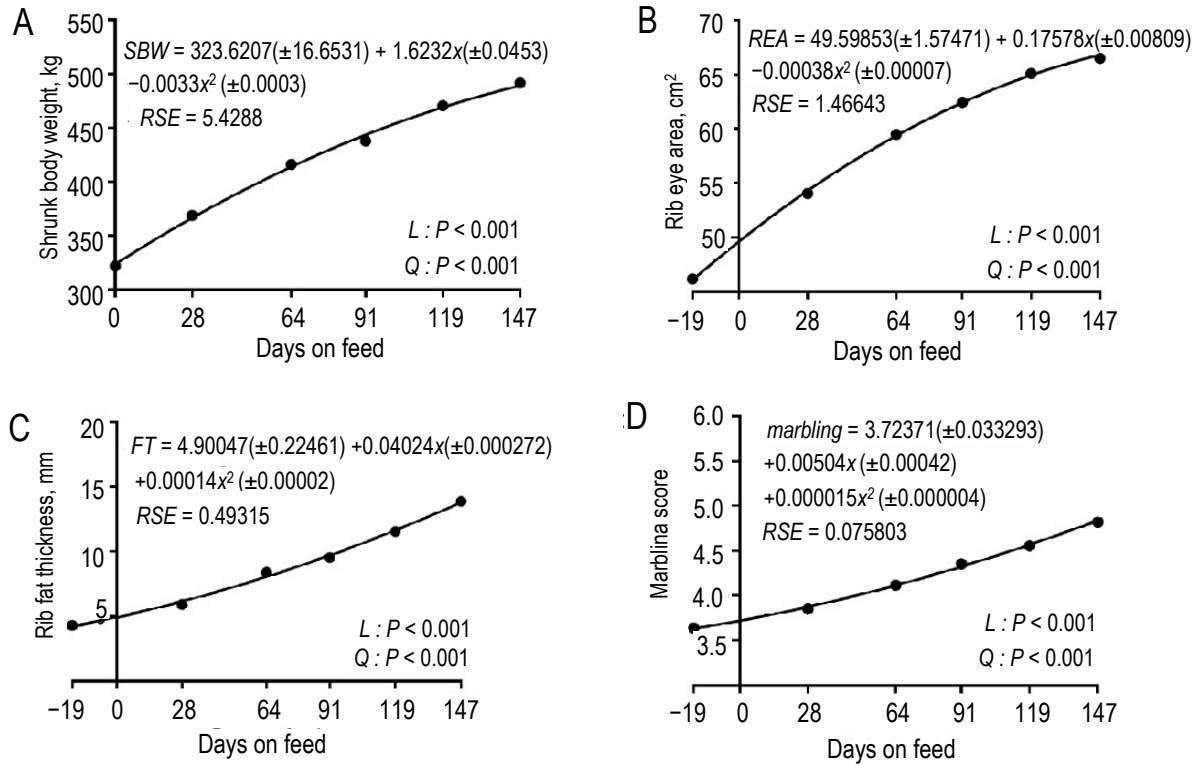 A
550
500
450
400
350
300
Shrunk body weight, kg
SBW = 323.6207(±16.6531) + 1.6232x(±0.0453)
−0.0033x² (±0.0003)
RSE = 5.4288
L : P < 0.001
Q : P < 0.001
0 28 64 91 119 147
Days on feed
B
70
65
60
55
50
Rib eye area, cm²
REA = 49.59853(±1.57471) + 0.17578x(±0.00809)
−0.00038x² (±0.00007)
RSE = 1.46643
L : P < 0.001
Q : P < 0.001
−19 0 28 64 91 119 147
Days on feed
C
20
15
10
5
Rib fat thickness, mm
FT = 4.90047(±0.22461) +0.04024x(±0.000272)
+0.00014x² (±0.00002)
RSE = 0.49315
L : P < 0.001
Q : P < 0.001
−19 0 28 64 91 119 147
Days on feed
D
6.0
5.5
5.0
4.5
4.0
3.5
Marblina score
marbling = 3.72371(±0.033293)
+0.00504x (±0.00042)
+0.000015x² (±0.000004)
RSE = 0.075803
L : P < 0.001
Q : P < 0.001
−19 0 28 64 91 119 147
Days on feed